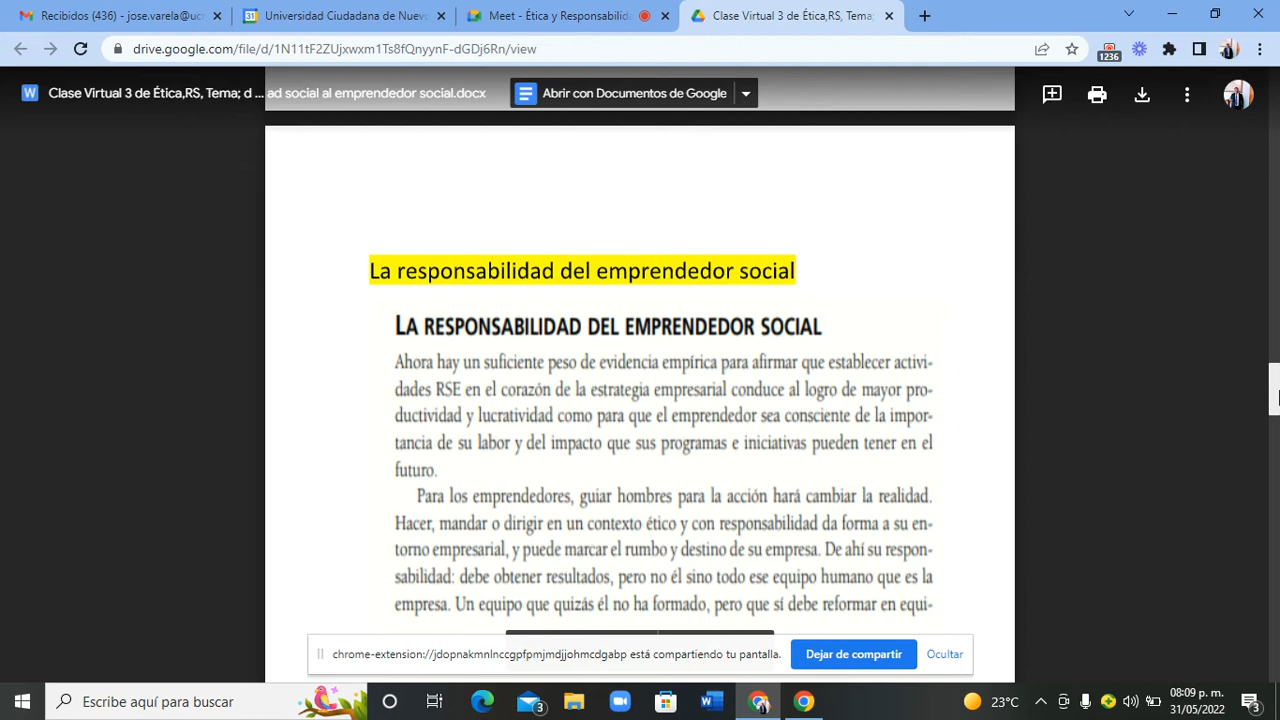 Recibidos (436) - jose.varela@ucr
Universidad Ciudadana de Nuevo
Meet - Ética y Responsabilida
Clase Virtual 3 de Ética,RS, Tema;
drive.google.com/file/d/1N11tF2ZUjxwxm1Ts8fQnyynF-dGDj6Rn/view
1236
Clase Virtual 3 de Ética,RS, Tema; d ... ad social al emprendedor social.docx
Abrir con Documentos de Google
La responsabilidad del emprendedor social
LA RESPONSABILIDAD DEL EMPRENDEDOR SOCIAL
Ahora hay un suficiente peso de evidencia empírica para afirmar que establecer activi-
dades RSE en el corazón de la estrategia empresarial conduce al logro de mayor pro-
ductividad y lucratividad como para que el emprendedor sea consciente de la impor-
tancia de su labor y del impacto que sus programas e iniciativas pueden tener en el
futuro.
Para los emprendedores, guiar hombres para la acción hará cambiar la realidad.
Hacer, mandar o dirigir en un contexto ético y con responsabilidad da forma a su en-
torno empresarial, y puede marcar el rumbo y destino de su empresa. De ahí su respon-
sabilidad: debe obtener resultados, pero no él sino todo ese equipo humano que es la
empresa. Un equipo que quizás él no ha formado, pero que sí debe reformar en equi-
chrome-extension://jdopnakmnlnccgpfpmjmdjjohmcdgabp está compartiendo tu pantalla.
Dejar de compartir
Ocultar
Escribe aquí para buscar
3
23°C
08:09 p. m.
31/05/2022
3